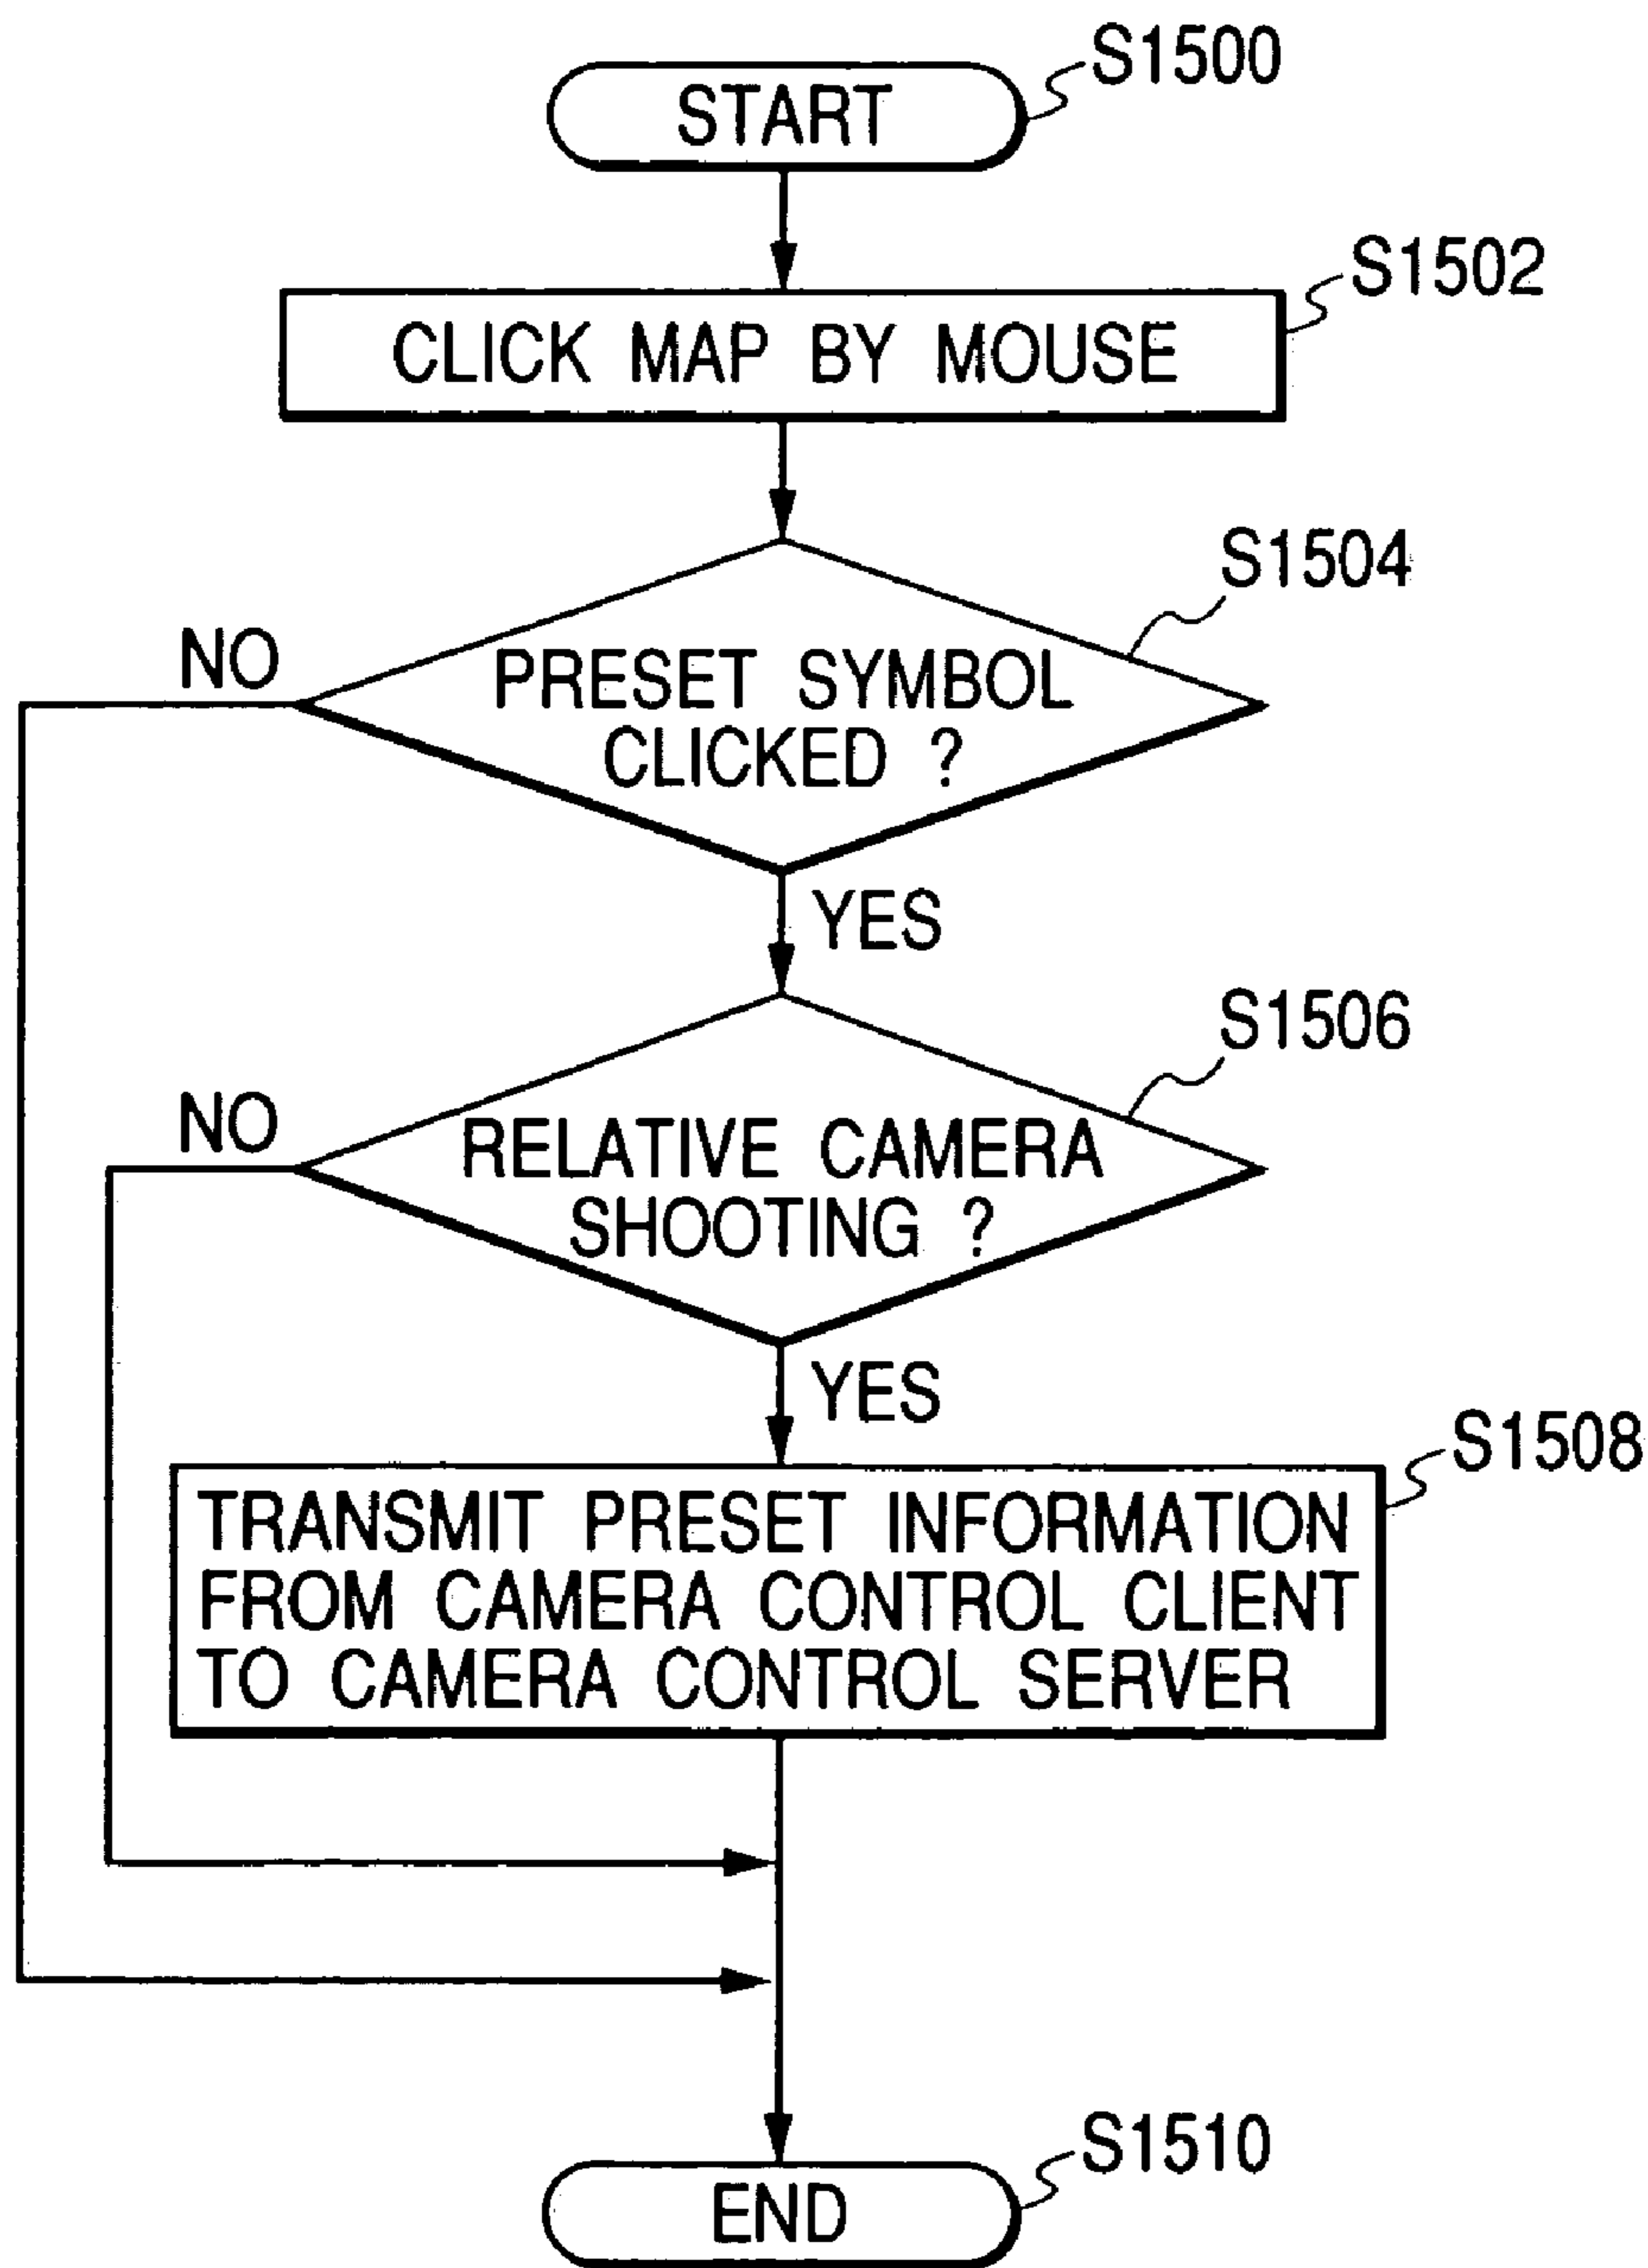 S1500
START
S1502
CLICK MAP BY MOUSE
S1504
NO
PRESET SYMBOL
CLICKED ?
YES
S1506
NO
RELATIVE CAMERA
SHOOTING ?
YES
S1508
TRANSMIT PRESET INFORMATION
FROM CAMERA CONTROL CLIENT
TO CAMERA CONTROL SERVER
S1510
END